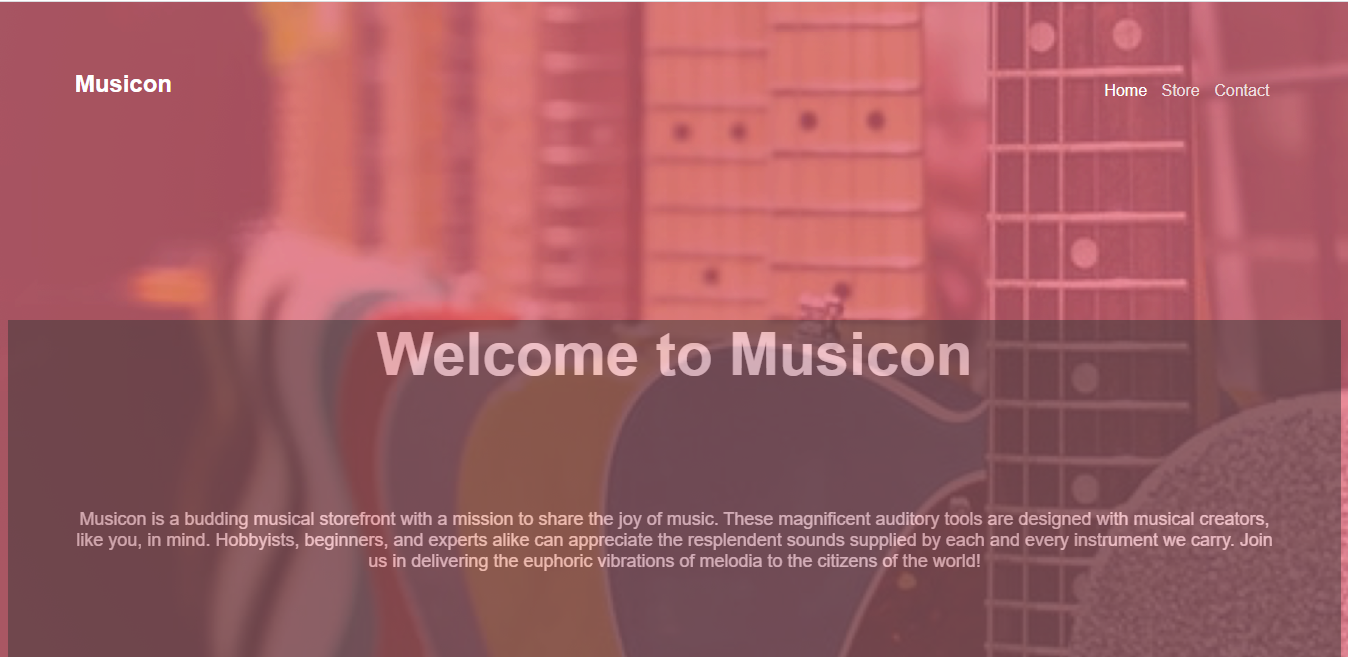 Musicon
Home Store Contact
Welcome to Musicon
Musicon is a budding musical storefront with a mission to share the joy of music. These magnificent auditory tools are designed with musical creators,
like you, in mind. Hobbyists, beginners, and experts alike can appreciate the resplendent sounds supplied by each and every instrument we carry. Join
us in delivering the euphoric vibrations of melodia to the citizens of the world!